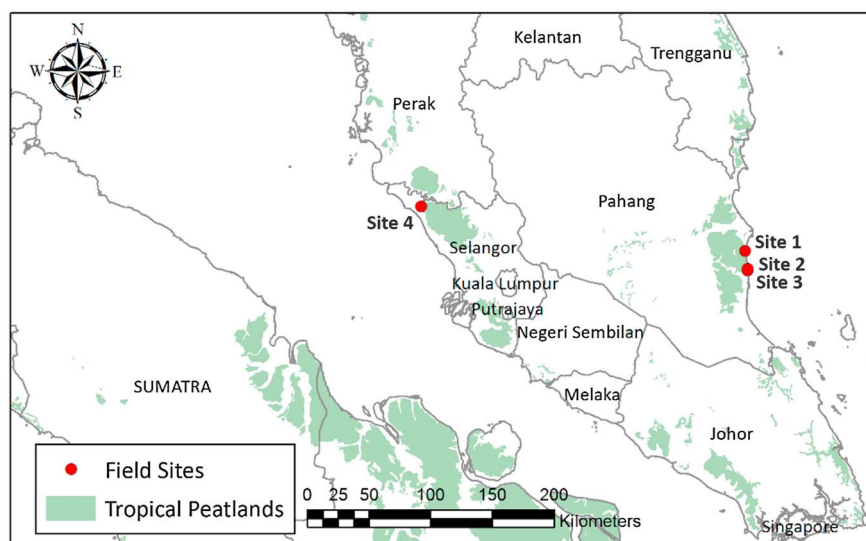 N
W
E
S
Kelantan
Trengganu
Perak
Pahang
Site 4
Selangor
Site 1
Site 2
Site 3
Kuala Lumpur
Putrajaya
Negeri Sembilan
SUMATRA
Melaka
Johor
Singapore
Field Sites
Tropical Peatlands
0 25 50 100 150 200
Kilometers